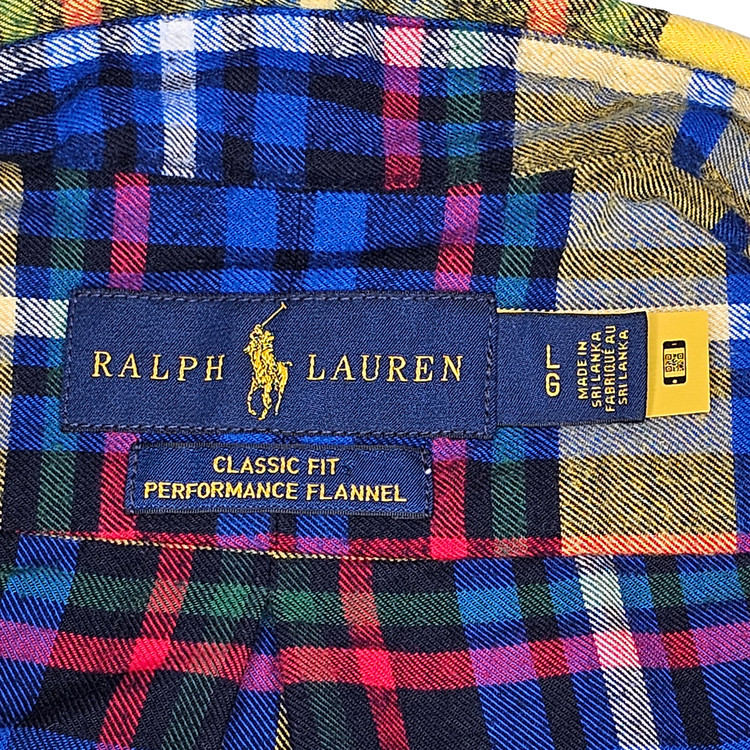 RALPH LAUREN
CLASSIC FIT
PERFORMANCE FLANNEL
L
G
MADE IN
SRI LANKA
FABRIQUÉ AU
SRI LANKA